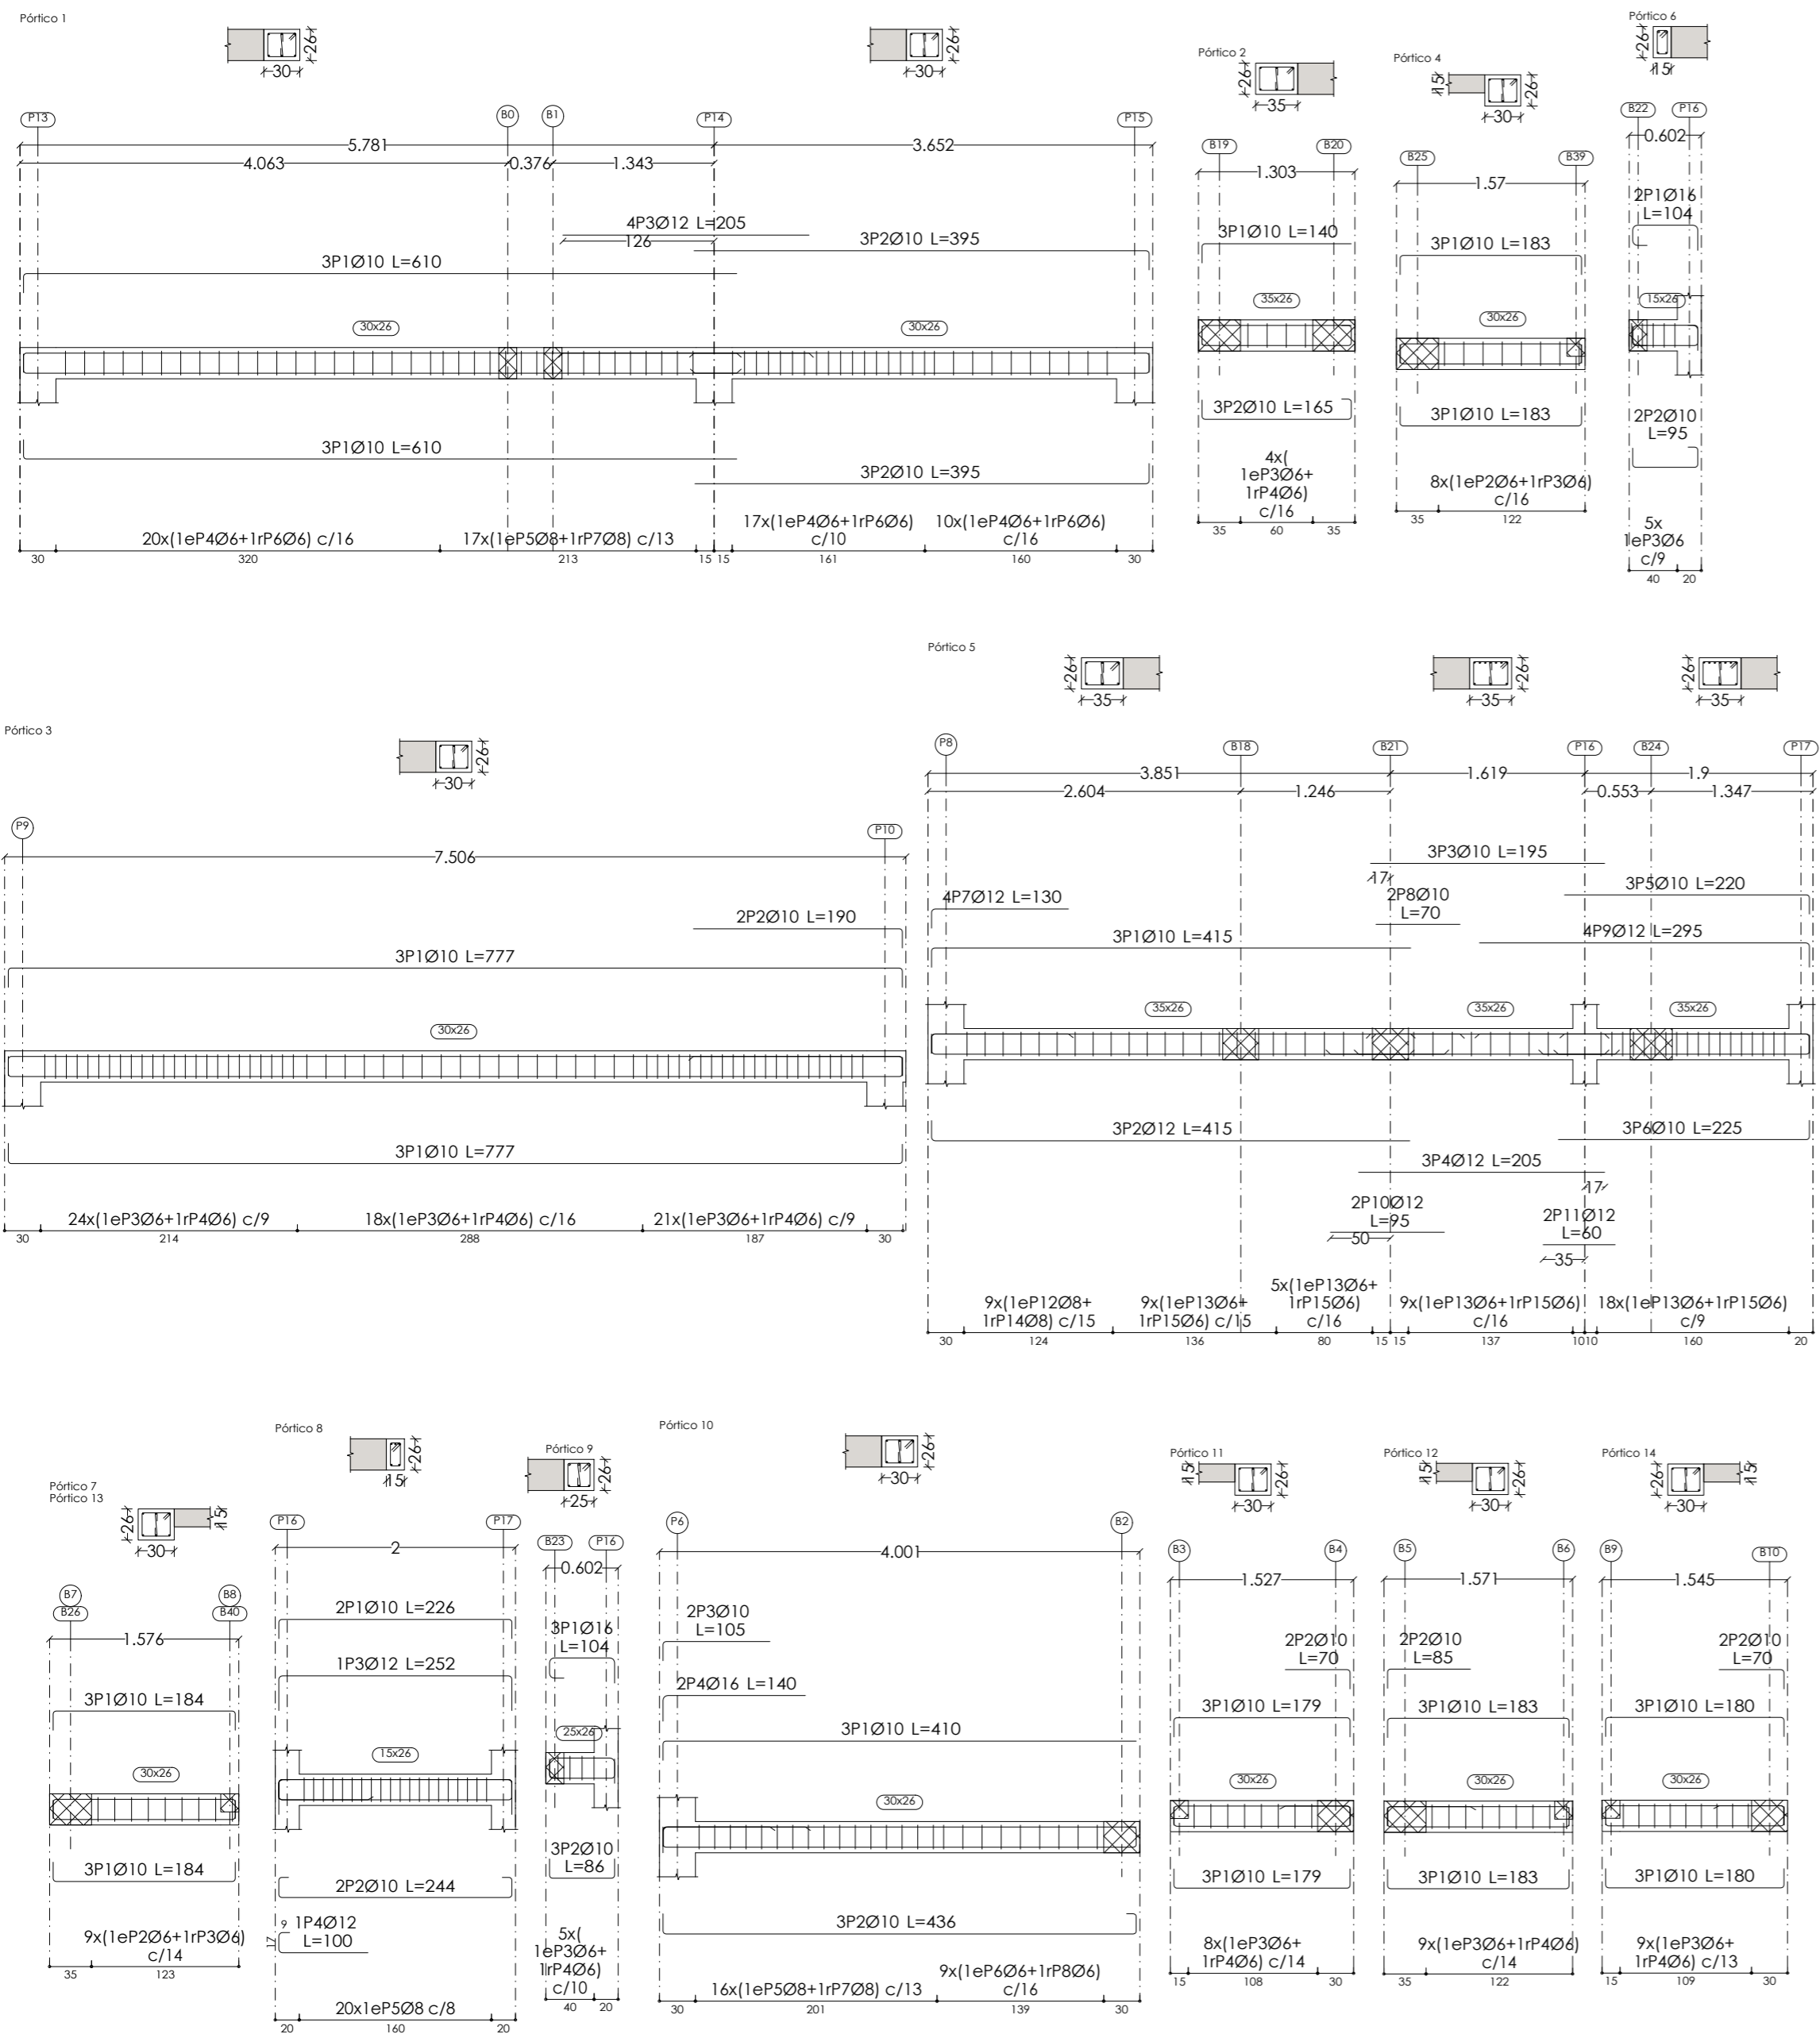 Pórtico 1
26
30
26
30
P13
B0
B1
P14
P15
5.781
3.652
4.063
0.376
1.343
4P3Ø12 L=205
126
3P2Ø10 L=395
3P1Ø10 L=610
30x26
30x26
3P1Ø10 L=610
3P2Ø10 L=395
20x(1eP4Ø6+1rP6Ø6) c/16
17x(1eP5Ø8+1rP7Ø8) c/13
17x(1eP4Ø6+1rP6Ø6)
c/10
10x(1eP4Ø6+1rP6Ø6)
c/16
30
320
213
15
15
161
160
30
Pórtico 2
26
35
B19
B20
1.303
3P1Ø10 L=140
35x26
3P2Ø10 L=165
4x(
1eP3Ø6+
1rP4Ø6)
c/16
35
60
35
Pórtico 4
15
26
30
B25
B39
1.57
3P1Ø10 L=183
30x26
3P1Ø10 L=183
8x(1eP2Ø6+1rP3Ø6)
c/16
35
122
Pórtico 6
26
15
B22
P16
0.602
2P1Ø16
L=104
15x26
2P2Ø10
L=95
5x
1eP3Ø6
c/9
40
20
Pórtico 3
26
30
P9
P10
7.506
2P2Ø10 L=190
3P1Ø10 L=777
30x26
3P1Ø10 L=777
24x(1eP3Ø6+1rP4Ø6) c/9
18x(1eP3Ø6+1rP4Ø6) c/16
21x(1eP3Ø6+1rP4Ø6) c/9
30
214
288
187
30
Pórtico 5
26
35
26
35
26
35
P8
B18
B21
P16
B24
P17
3.851
1.619
1.9
2.604
1.246
0.553
1.347
3P3Ø10 L=195
17
4P7Ø12 L=130
2P8Ø10
L=70
3P5Ø10 L=220
3P1Ø10 L=415
4P9Ø12 L=295
35x26
35x26
35x26
3P2Ø12 L=415
3P6Ø10 L=225
3P4Ø12 L=205
17
2P10Ø12
L=95
50
2P11Ø12
L=60
35
9x(1eP12Ø8+
1rP14Ø8) c/15
9x(1eP13Ø6+
1rP15Ø6) c/15
5x(1eP13Ø6+
1rP15Ø6)
c/16
9x(1eP13Ø6+1rP15Ø6)
c/16
18x(1eP13Ø6+1rP15Ø6)
c/9
30
124
136
80
15
15
137
10
10
160
20
Pórtico 7
Pórtico 13
26
15
30
B7
B26
B8
B40
1.576
3P1Ø10 L=184
30x26
3P1Ø10 L=184
9x(1eP2Ø6+1rP3Ø6)
c/14
35
123
Pórtico 8
26
15
P16
P17
2
2P1Ø10 L=226
1P3Ø12 L=252
15x26
2P2Ø10 L=244
9
17
1P4Ø12
L=100
20x1eP5Ø8 c/8
20
160
20
Pórtico 9
26
25
B23
P16
0.602
3P1Ø16
L=104
25x26
3P2Ø10
L=86
5x(
1eP3Ø6+
1rP4Ø6)
c/10
40
20
Pórtico 10
26
30
P6
B2
4.001
2P3Ø10
L=105
2P4Ø16 L=140
3P1Ø10 L=410
30x26
3P2Ø10 L=436
16x(1eP5Ø8+1rP7Ø8) c/13
9x(1eP6Ø6+1rP8Ø6)
c/16
30
201
139
30
Pórtico 11
15
26
30
B3
B4
1.527
2P2Ø10
L=70
3P1Ø10 L=179
30x26
3P1Ø10 L=179
8x(1eP3Ø6+
1rP4Ø6) c/14
15
108
30
Pórtico 12
15
26
30
B5
B6
1.571
2P2Ø10
L=85
3P1Ø10 L=183
30x26
3P1Ø10 L=183
9x(1eP3Ø6+1rP4Ø6)
c/14
35
122
Pórtico 14
26
15
30
B9
B10
1.545
2P2Ø10
L=70
3P1Ø10 L=180
30x26
3P1Ø10 L=180
9x(1eP3Ø6+
1rP4Ø6) c/13
15
109
30